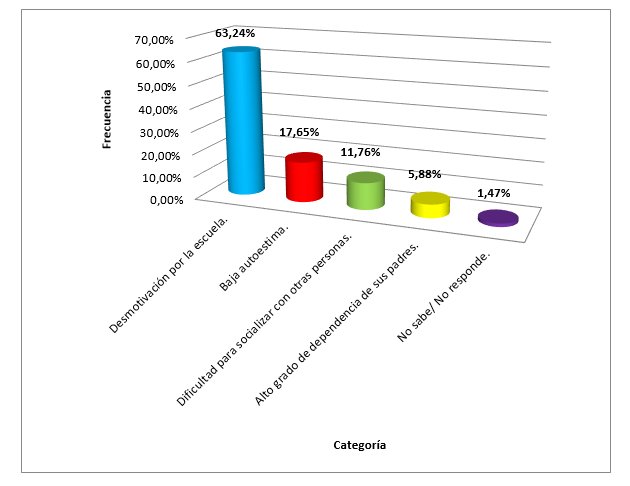 70,00%
60,00%
50,00%
40,00%
30,00%
20,00%
10,00%
0,00%
Frecuencia
63,24%
17,65%
11,76%
5,88%
1,47%
Desmotivación por la escuela.
Baja autoestima.
Dificultad para socializar con otras personas.
Alto grado de dependencia de sus padres.
No sabe/ No responde.
Categoría